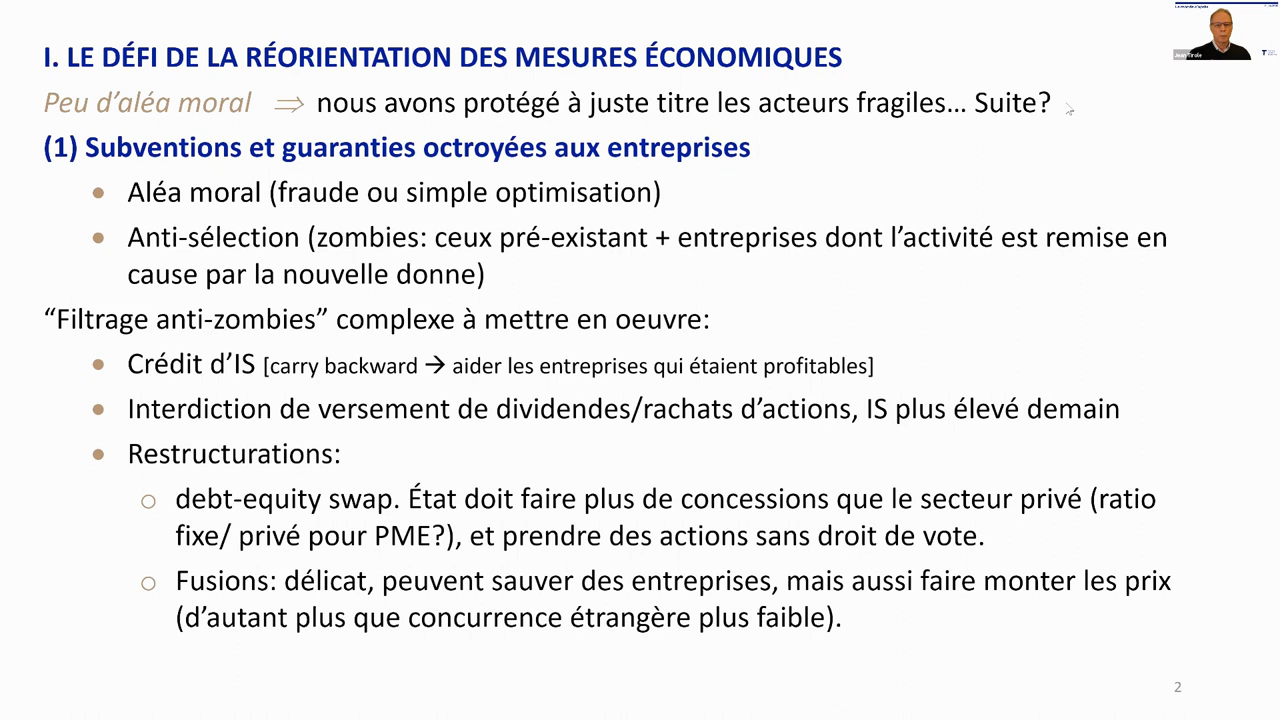 I. LE DÉFI DE LA RÉORIENTATION DES MESURES ÉCONOMIQUES
Peu d’aléa moral ⇒ nous avons protégé à juste titre les acteurs fragiles… Suite?
(1) Subventions et guaranties octroyées aux entreprises
• Aléa moral (fraude ou simple optimisation)
• Anti-sélection (zombies: ceux pré-existant + entreprises dont l’activité est remise en
cause par la nouvelle donne)
“Filtrage anti-zombies” complexe à mettre en oeuvre:
• Crédit d’IS [carry backward → aider les entreprises qui étaient profitables]
• Interdiction de versement de dividendes/rachats d’actions, IS plus élevé demain
• Restructurations:
○ debt-equity swap. État doit faire plus de concessions que le secteur privé (ratio
fixe/ privé pour PME?), et prendre des actions sans droit de vote.
○ Fusions: délicat, peuvent sauver des entreprises, mais aussi faire monter les prix
(d’autant plus que concurrence étrangère plus faible).
2
Jean Tirole